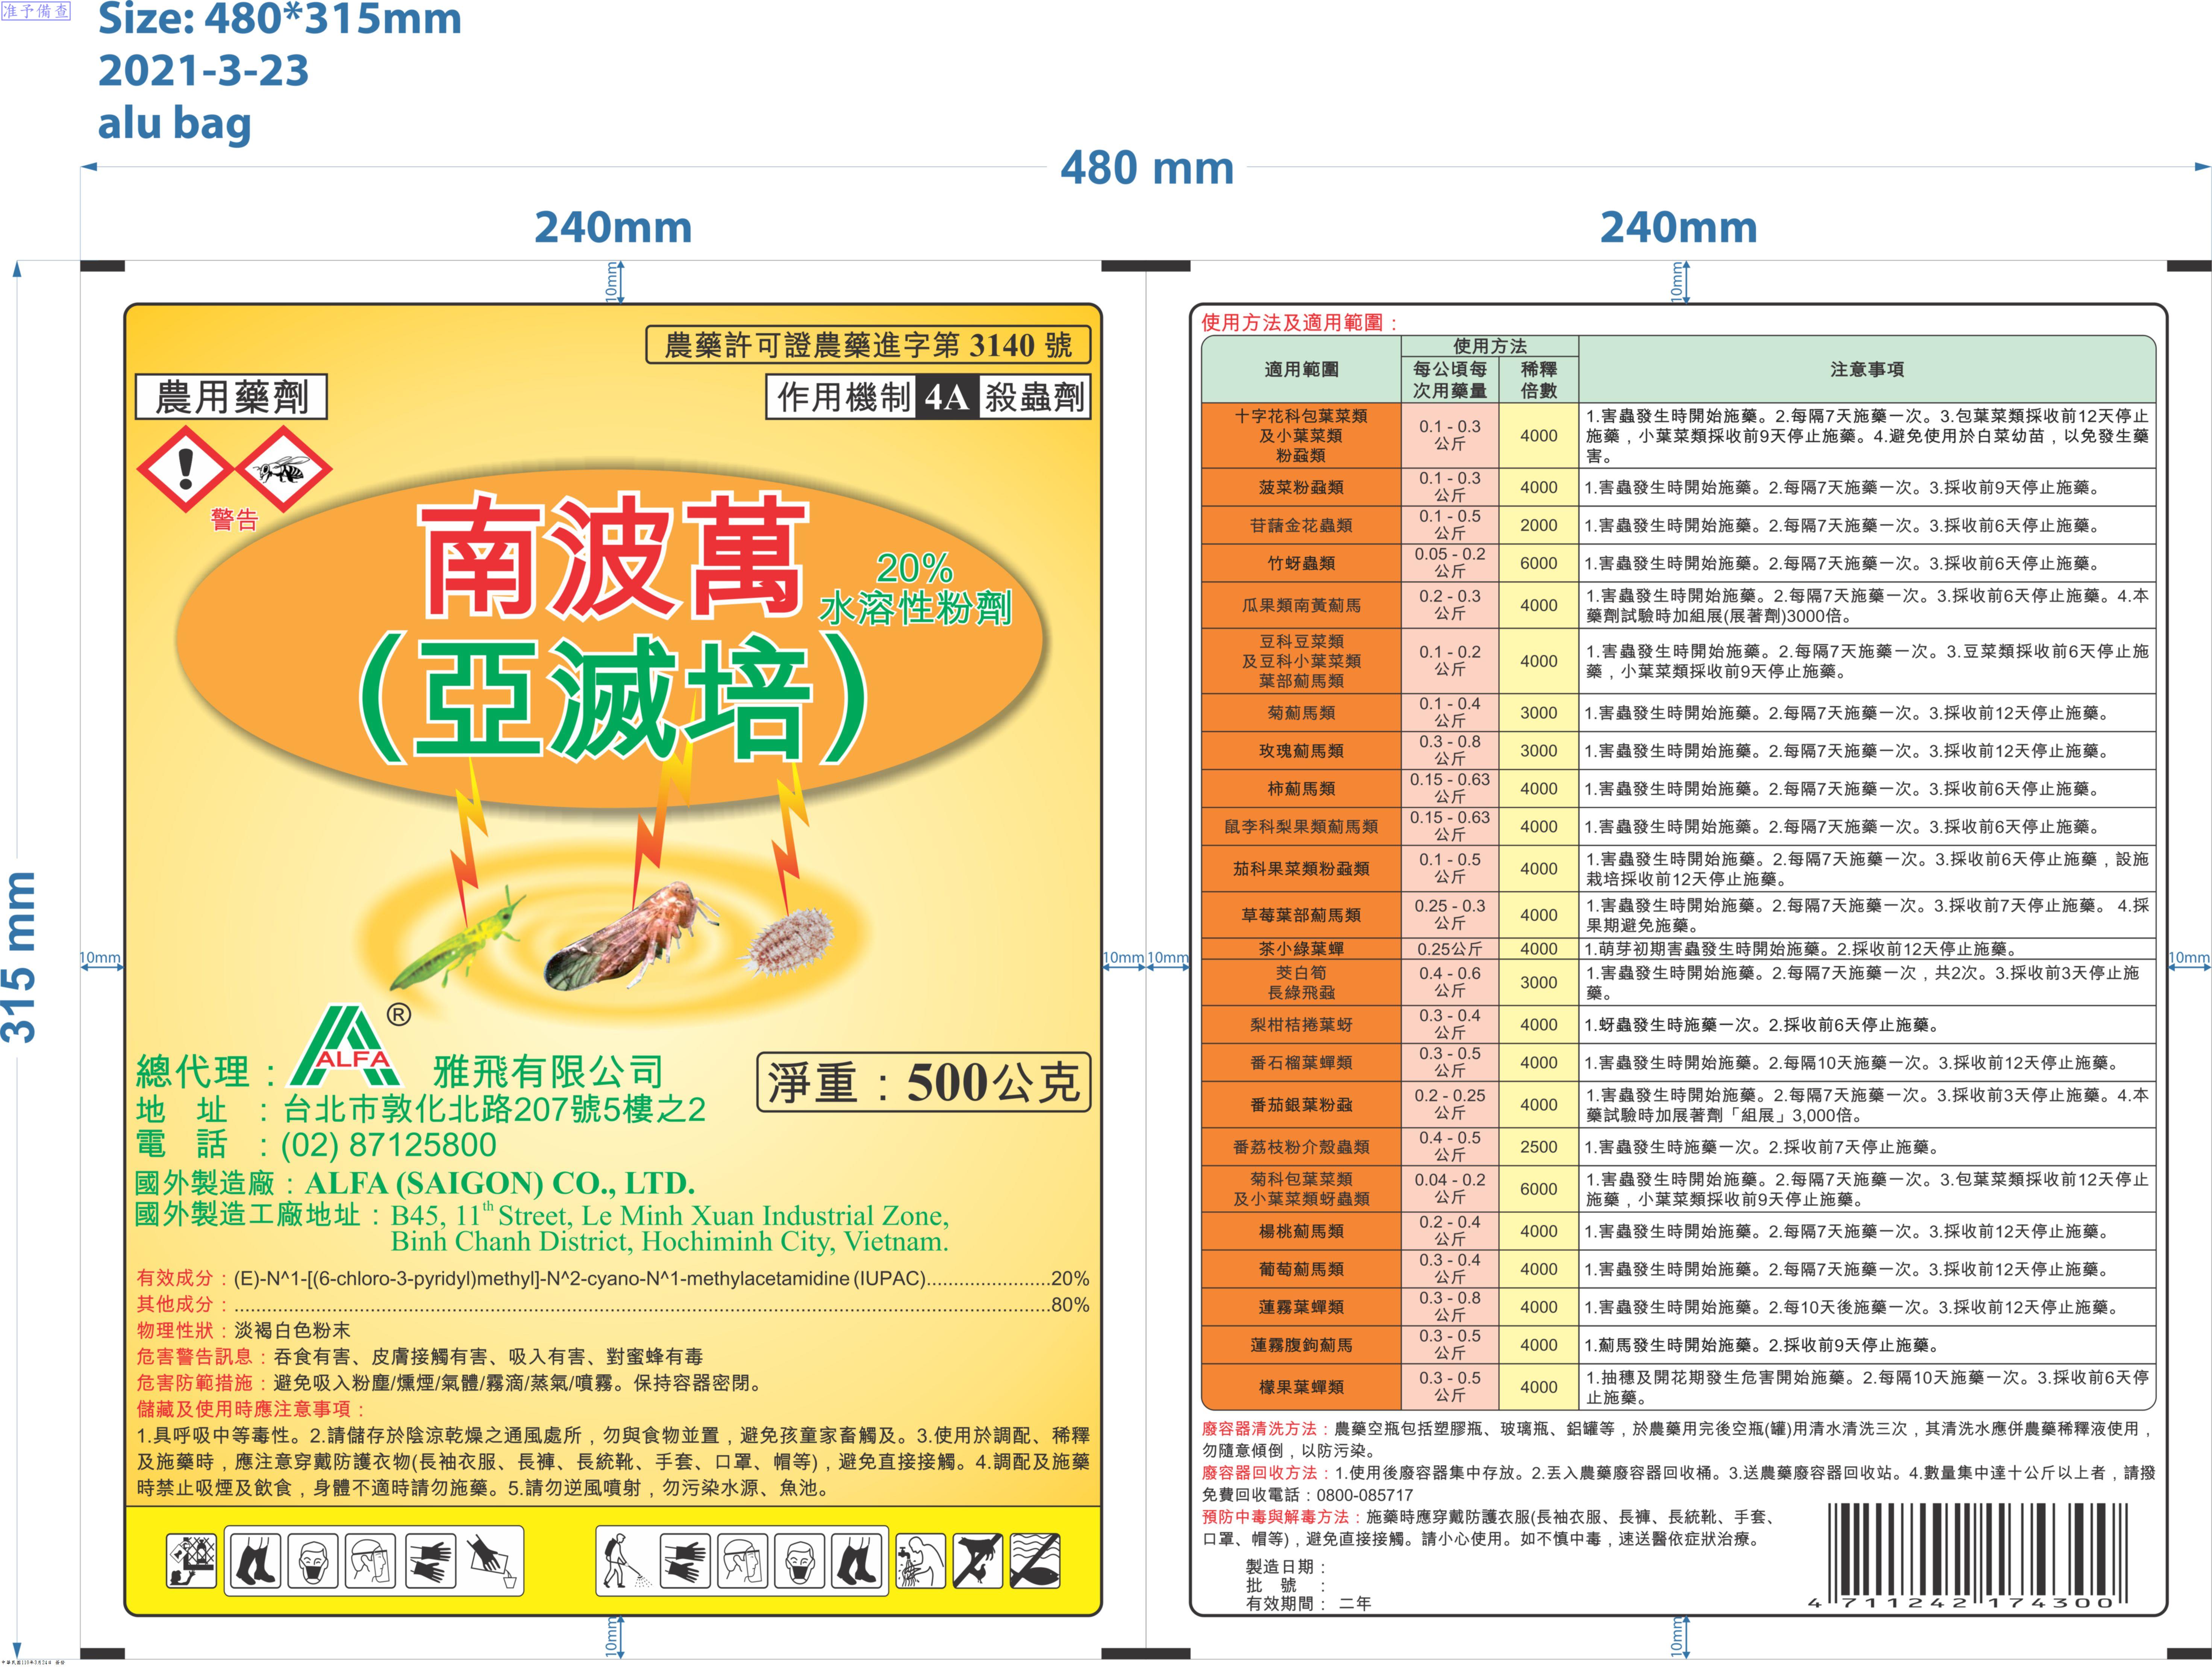 准予備查
Size: 480*315mm
2021-3-23
alu bag
480 mm
240mm
240mm
10mm
10mm
315 mm
10mm
10mm
10mm
10mm
10mm
10mm
農藥許可證農藥進字第 3140 號
農用藥劑
作用機制 4A 殺蟲劑
警告
南波萬
20%
水溶性粉劑
(亞滅培)
®
ALFA
總代理：雅飛有限公司
淨重：500公克
地 址 ：台北市敦化北路207號5樓之2
電 話 ：(02) 87125800
國外製造廠：ALFA (SAIGON) CO., LTD.
國外製造工廠地址：B45, 11th Street, Le Minh Xuan Industrial Zone,
Binh Chanh District, Hochiminh City, Vietnam.
有效成分：(E)-N^1-[(6-chloro-3-pyridyl)methyl]-N^2-cyano-N^1-methylacetamidine (IUPAC)......................20%
其他成分：..........................................................................................80%
物理性狀：淡褐白色粉末
危害警告訊息：吞食有害、皮膚接觸有害、吸入有害、對蜜蜂有毒
危害防範措施：避免吸入粉塵/燻煙/氣體/霧滴/蒸氣/噴霧。保持容器密閉。
儲藏及使用時應注意事項：
1.具呼吸中等毒性。2.請儲存於陰涼乾燥之通風處所，勿與食物並置，避免孩童家畜觸及。3.使用於調配、稀釋
及施藥時，應注意穿戴防護衣物(長袖衣服、長褲、長統靴、手套、口罩、帽等)，避免直接接觸。4.調配及施藥
時禁止吸煙及飲食，身體不適時請勿施藥。5.請勿逆風噴射，勿污染水源、魚池。
使用方法及適用範圍：
適用範圍 使用方法 注意事項
每公頃每 稀釋
次用藥量 倍數
十字花科包葉菜類
及小葉菜類
粉蝨類
0.1 - 0.3
公斤
4000
1.害蟲發生時開始施藥。2.每隔7天施藥一次。3.包葉菜類採收前12天停止
施藥，小葉菜類採收前9天停止施藥。4.避免使用於白菜幼苗，以免發生藥
害。
菠菜粉蝨類
0.1 - 0.3
公斤
4000
1.害蟲發生時開始施藥。2.每隔7天施藥一次。3.採收前9天停止施藥。
苷藷金花蟲類
0.1 - 0.5
公斤
2000
1.害蟲發生時開始施藥。2.每隔7天施藥一次。3.採收前6天停止施藥。
竹蚜蟲類
0.05 - 0.2
公斤
6000
1.害蟲發生時開始施藥。2.每隔7天施藥一次。3.採收前6天停止施藥。
瓜果類南黃薊馬
0.2 - 0.3
公斤
4000
1.害蟲發生時開始施藥。2.每隔7天施藥一次。3.採收前6天停止施藥。4.本
藥劑試驗時加組展(展著劑)3000倍。
豆科豆菜類
及豆科小葉菜類
葉部薊馬類
0.1 - 0.2
公斤
4000
1.害蟲發生時開始施藥。2.每隔7天施藥一次。3.豆菜類採收前6天停止施
藥，小葉菜類採收前9天停止施藥。
菊薊馬類
0.1 - 0.4
公斤
3000
1.害蟲發生時開始施藥。2.每隔7天施藥一次。3.採收前12天停止施藥。
玫瑰薊馬類
0.3 - 0.8
公斤
3000
1.害蟲發生時開始施藥。2.每隔7天施藥一次。3.採收前12天停止施藥。
柿薊馬類
0.15 - 0.63
公斤
4000
1.害蟲發生時開始施藥。2.每隔7天施藥一次。3.採收前6天停止施藥。
鼠李科梨果類薊馬類
0.15 - 0.63
公斤
4000
1.害蟲發生時開始施藥。2.每隔7天施藥一次。3.採收前6天停止施藥。
茄科果菜類粉蝨類
0.1 - 0.5
公斤
4000
1.害蟲發生時開始施藥。2.每隔7天施藥一次。3.採收前6天停止施藥，設施
栽培採收前12天停止施藥。
草莓葉部薊馬類
0.25 - 0.3
公斤
4000
1.害蟲發生時開始施藥。2.每隔7天施藥一次。3.採收前7天停止施藥。 4.採
果期避免施藥。
茶小綠葉蟬
0.25公斤
4000
1.萌芽初期害蟲發生時開始施藥。2.採收前12天停止施藥。
茭白筍
長綠飛蝨
0.4 - 0.6
公斤
3000
1.害蟲發生時開始施藥。2.每隔7天施藥一次，共2次。3.採收前3天停止施
藥。
梨柑桔捲葉蚜
0.3 - 0.4
公斤
4000
1.蚜蟲發生時施藥一次。2.採收前6天停止施藥。
番石榴葉蟬類
0.3 - 0.5
公斤
4000
1.害蟲發生時開始施藥。2.每隔10天施藥一次。3.採收前12天停止施藥。
番茄銀葉粉蝨
0.2 - 0.25
公斤
4000
1.害蟲發生時開始施藥。2.每隔7天施藥一次。3.採收前3天停止施藥。4.本
藥試驗時加展著劑「組展」3,000倍。
番荔枝粉介殼蟲類
0.4 - 0.5
公斤
2500
1.害蟲發生時施藥一次。2.採收前7天停止施藥。
菊科包葉菜類
及小葉菜類蚜蟲類
0.04 - 0.2
公斤
6000
1.害蟲發生時開始施藥。2.每隔7天施藥一次。3.包葉菜類採收前12天停止
施藥，小葉菜類採收前9天停止施藥。
楊桃薊馬類
0.2 - 0.4
公斤
4000
1.害蟲發生時開始施藥。2.每隔7天施藥一次。3.採收前12天停止施藥。
葡萄薊馬類
0.3 - 0.4
公斤
4000
1.害蟲發生時開始施藥。2.每隔7天施藥一次。3.採收前12天停止施藥。
蓮霧葉蟬類
0.3 - 0.8
公斤
4000
1.害蟲發生時開始施藥。2.每10天後施藥一次。3.採收前12天停止施藥。
蓮霧腹鉤薊馬
0.3 - 0.5
公斤
4000
1.薊馬發生時開始施藥。2.採收前9天停止施藥。
檬果葉蟬類
0.3 - 0.5
公斤
4000
1.抽穗及開花期發生危害開始施藥。2.每隔10天施藥一次。3.採收前6天停
止施藥。
廢容器清洗方法：農藥空瓶包括塑膠瓶、玻璃瓶、鋁罐等，於農藥用完後空瓶(罐)用清水清洗三次，其清洗水應併農藥稀釋液使用，
勿隨意傾倒，以防污染。
廢容器回收方法：1.使用後廢容器集中存放。2.丟入農藥廢容器回收桶。3.送農藥廢容器回收站。4.數量集中達十公斤以上者，請撥
免費回收電話：0800-085717
預防中毒與解毒方法：施藥時應穿戴防護衣服(長袖衣服、長褲、長統靴、手套、
口罩、帽等)，避免直接接觸。請小心使用。如不慎中毒，速送醫依症狀治療。
製造日期：
批 號 ：
有效期間： 二年
4 711242 174300